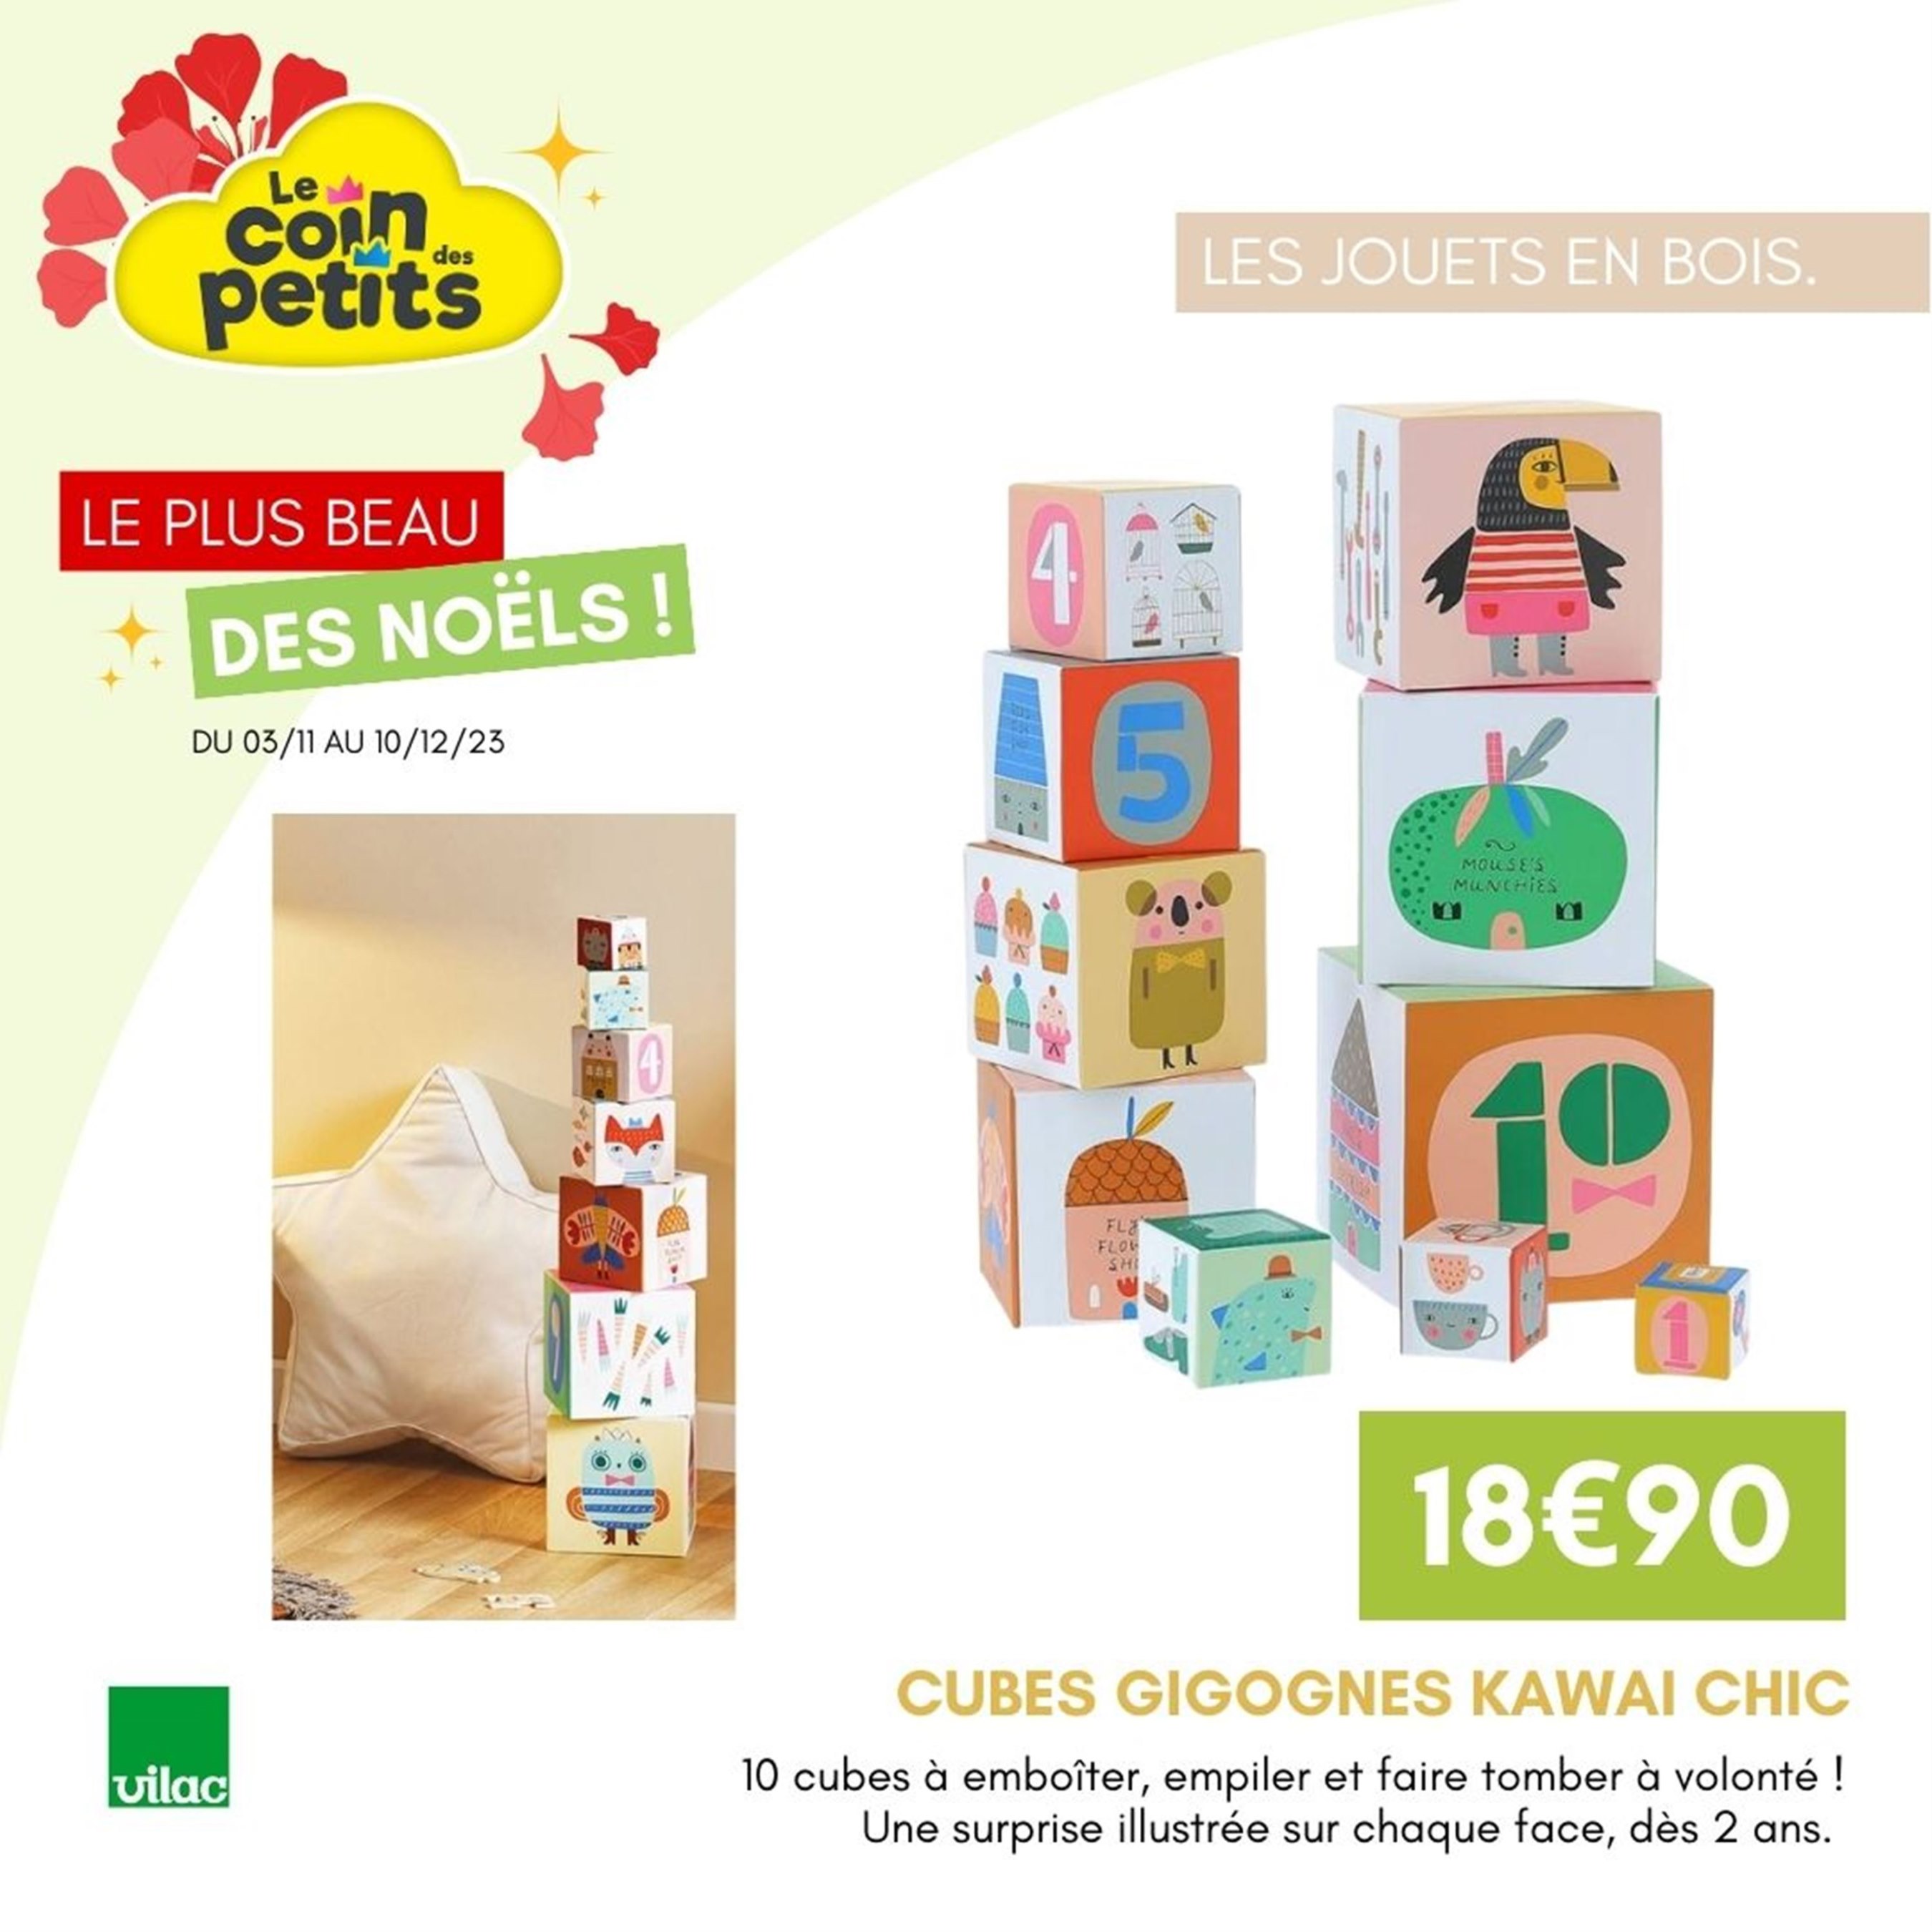 Le
coin des
petits
LES JOUETS EN BOIS.
LE PLUS BEAU
DES NOËLS !
DU 03/11 AU 10/12/23
4
5
MOUSE'S
MUNCHIES
10
1
4
18€90
CUBES GIGOGNES KAWAI CHIC
10 cubes à emboîter, empiler et faire tomber à volonté !
Une surprise illustrée sur chaque face, dès 2 ans.
vilac